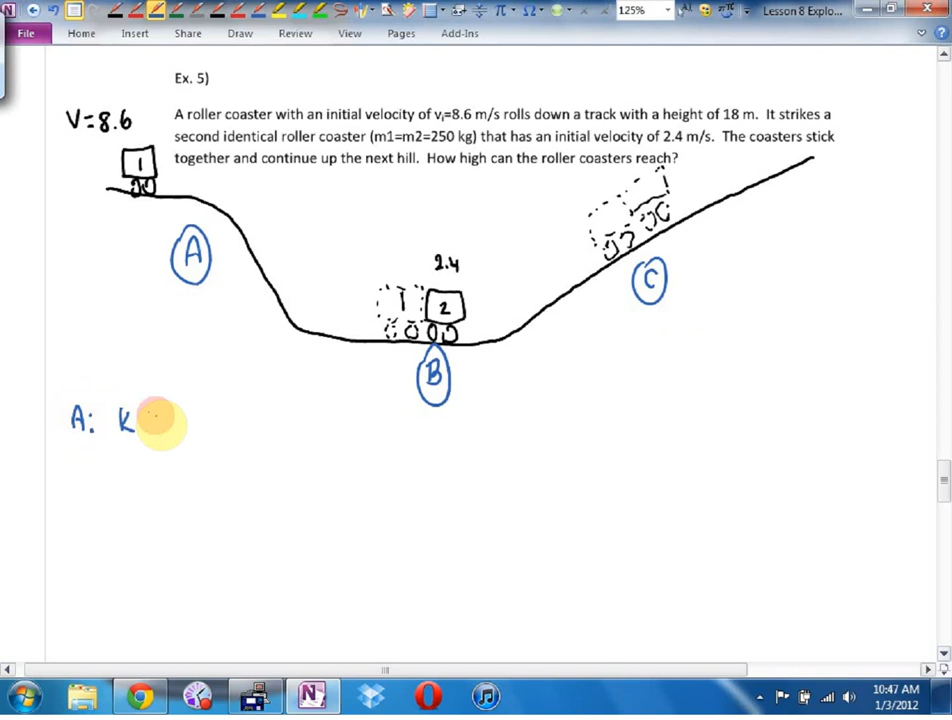 125%
Lesson 8 Explo...
File Home Insert Share Draw Review View Pages Add-Ins
Ex. 5)
A roller coaster with an initial velocity of vᵢ=8.6 m/s rolls down a track with a height of 18 m. It strikes a
second identical roller coaster (m1=m2=250 kg) that has an initial velocity of 2.4 m/s. The coasters stick
together and continue up the next hill. How high can the roller coasters reach?
V=8.6
1
A
2.4
1 2
B
C
A: K
10:47 AM
1/3/2012